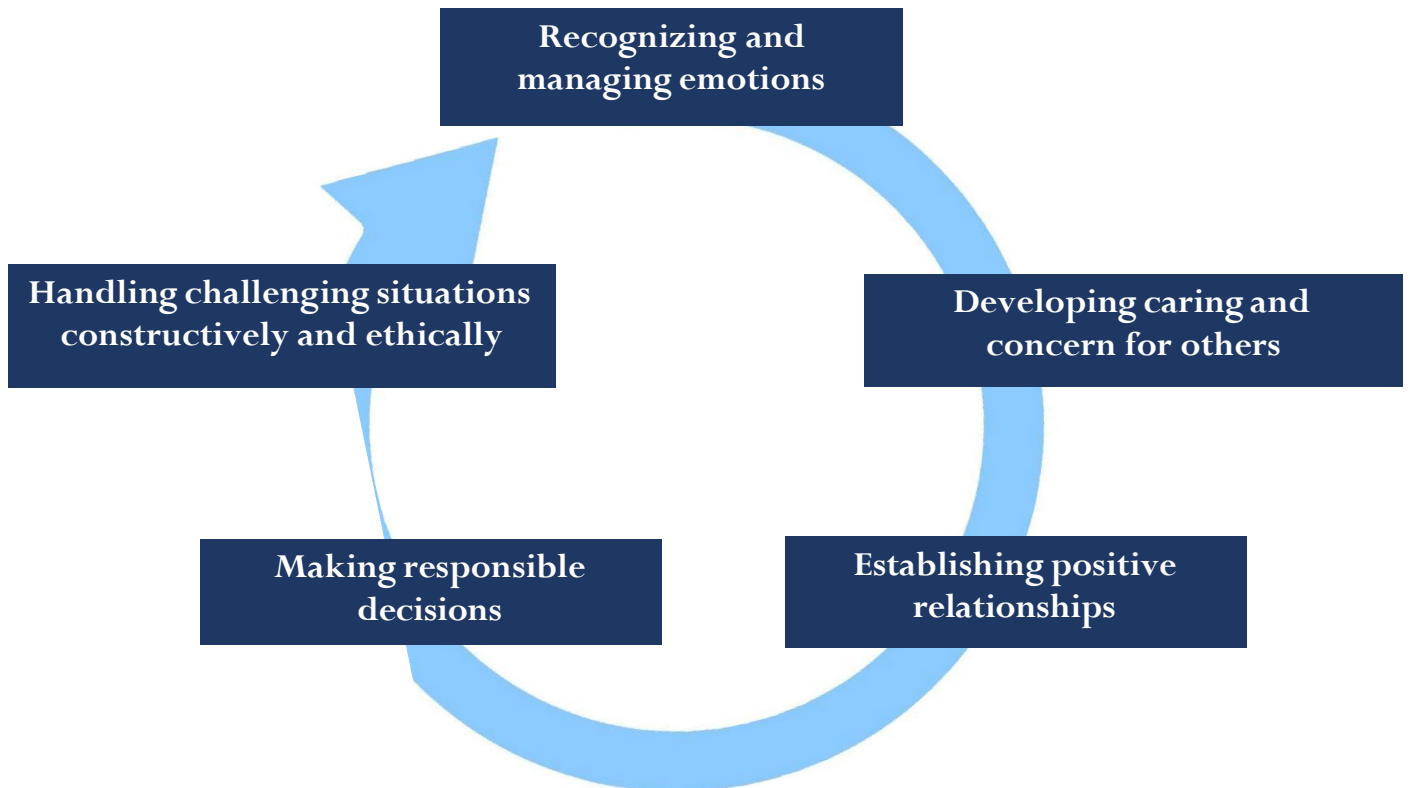 Recognizing and
managing emotions
Developing caring and
concern for others
Establishing positive
relationships
Making responsible
decisions
Handling challenging situations
constructively and ethically